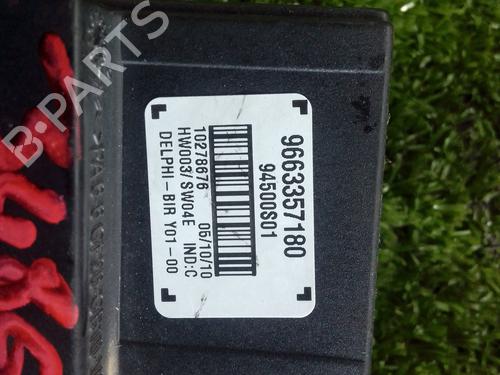 9663357180
94500S01
10278676 06/10/10
HW003/ SW04E IND:C
DELPHI-BIR Y01-00
B-PARTS